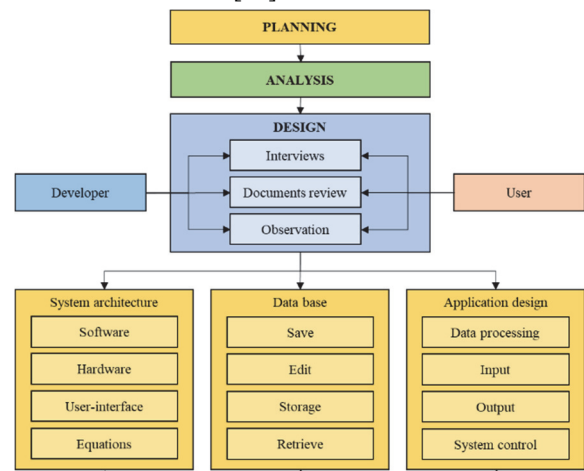 PLANNING
ANALYSIS
DESIGN
Interviews
Developer
Documents review
User
Observation
System architecture
Software
Hardware
User-interface
Equations
Data base
Save
Edit
Storage
Retrieve
Application design
Data processing
Input
Output
System control